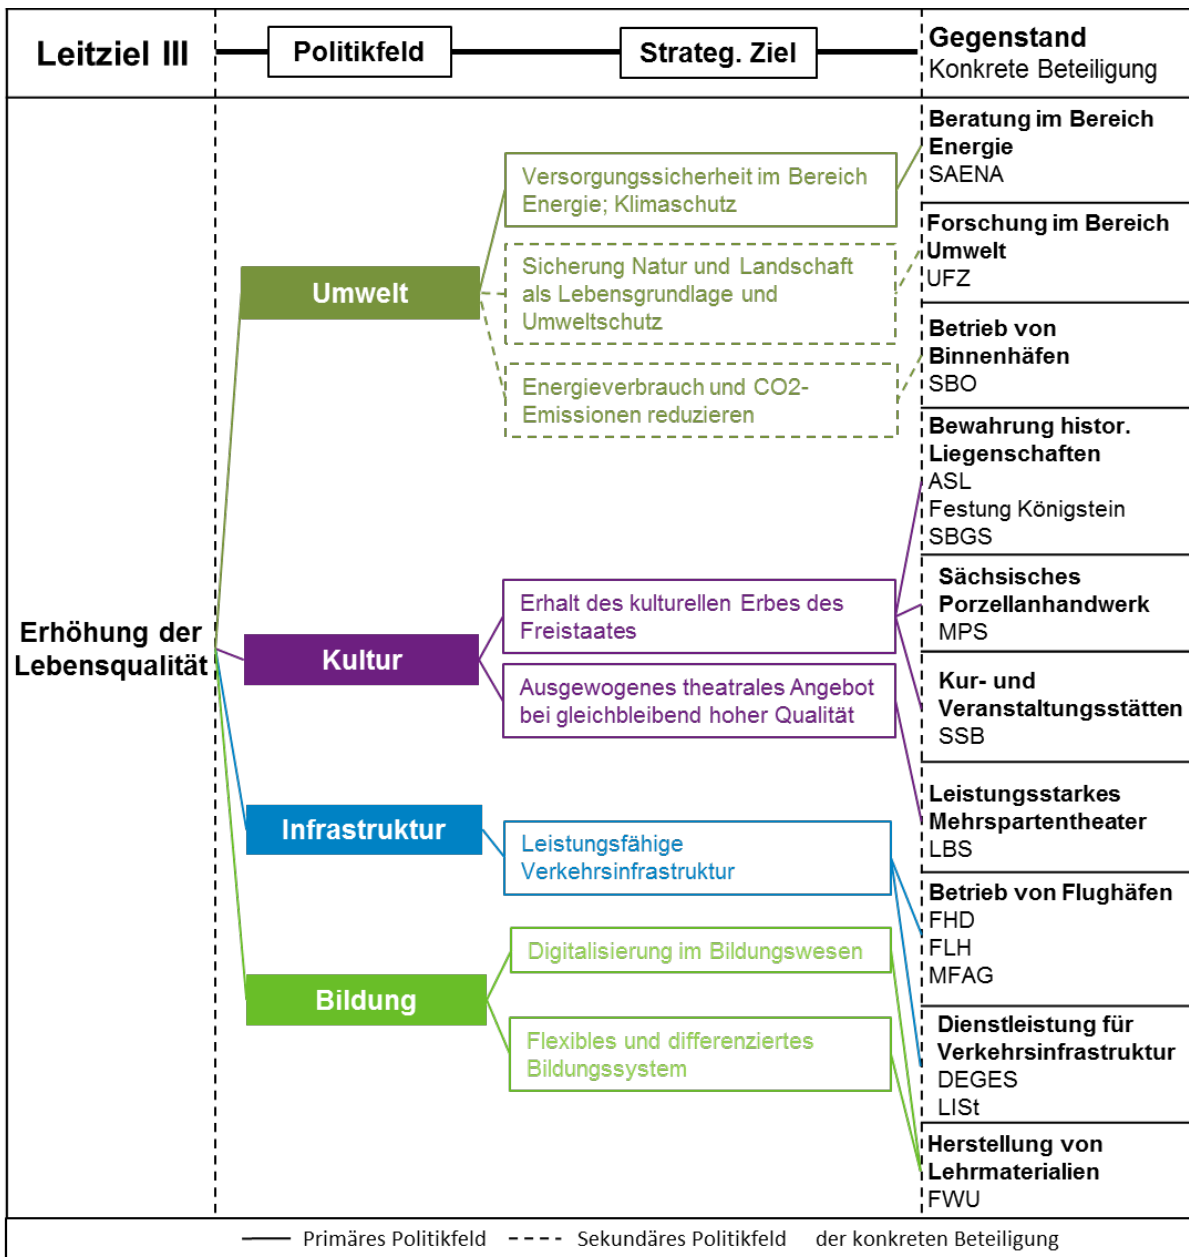 Leitziel III
Politikfeld
Strateg. Ziel
Gegenstand
Konkrete Beteiligung
Erhöhung der
Lebensqualität
Umwelt
Versorgungssicherheit im Bereich
Energie; Klimaschutz
Sicherung Natur und Landschaft
als Lebensgrundlage und
Umweltschutz
Energieverbrauch und CO2-
Emissionen reduzieren
Kultur
Erhalt des kulturellen Erbes des
Freistaates
Ausgewogenes theatrales Angebot
bei gleichbleibend hoher Qualität
Infrastruktur
Leistungsfähige
Verkehrsinfrastruktur
Bildung
Digitalisierung im Bildungswesen
Flexibles und differenziertes
Bildungssystem
Beratung im Bereich
Energie
SAENA
Forschung im Bereich
Umwelt
UFZ
Betrieb von
Binnenhäfen
SBO
Bewahrung histor.
Liegenschaften
ASL
Festung Königstein
SBGS
Sächsisches
Porzellanhandwerk
MPS
Kur- und
Veranstaltungsstätten
SSB
Leistungsstarkes
Mehrspartentheater
LBS
Betrieb von Flughäfen
FHD
FLH
MFAG
Dienstleistung für
Verkehrsinfrastruktur
DEGES
LISt
Herstellung von
Lehrmaterialien
FWU
Primäres Politikfeld
Sekundäres Politikfeld
der konkreten Beteiligung